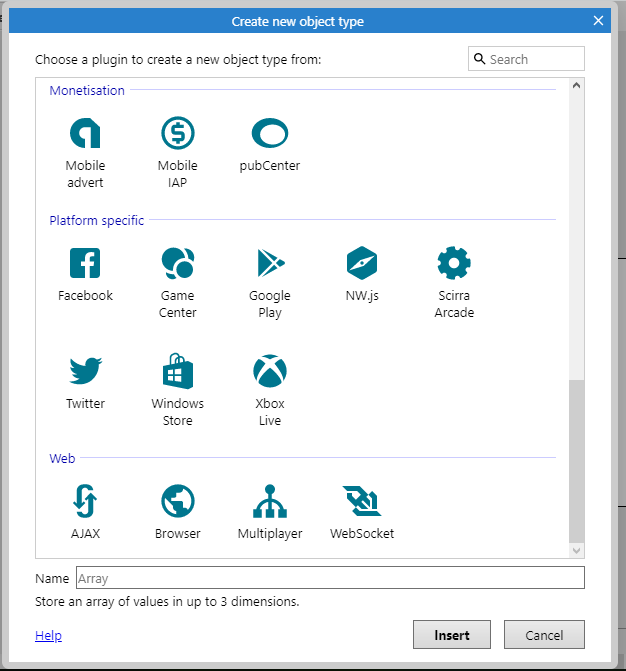 Create new object type
Choose a plugin to create a new object type from:
Search
Monetisation
Mobile advert
Mobile IAP
pubCenter
Platform specific
Facebook
Game Center
Google Play
NW.js
Scirra Arcade
Twitter
Windows Store
Xbox Live
Web
AJAX
Browser
Multiplayer
WebSocket
Name
Array
Store an array of values in up to 3 dimensions.
Help
Insert
Cancel